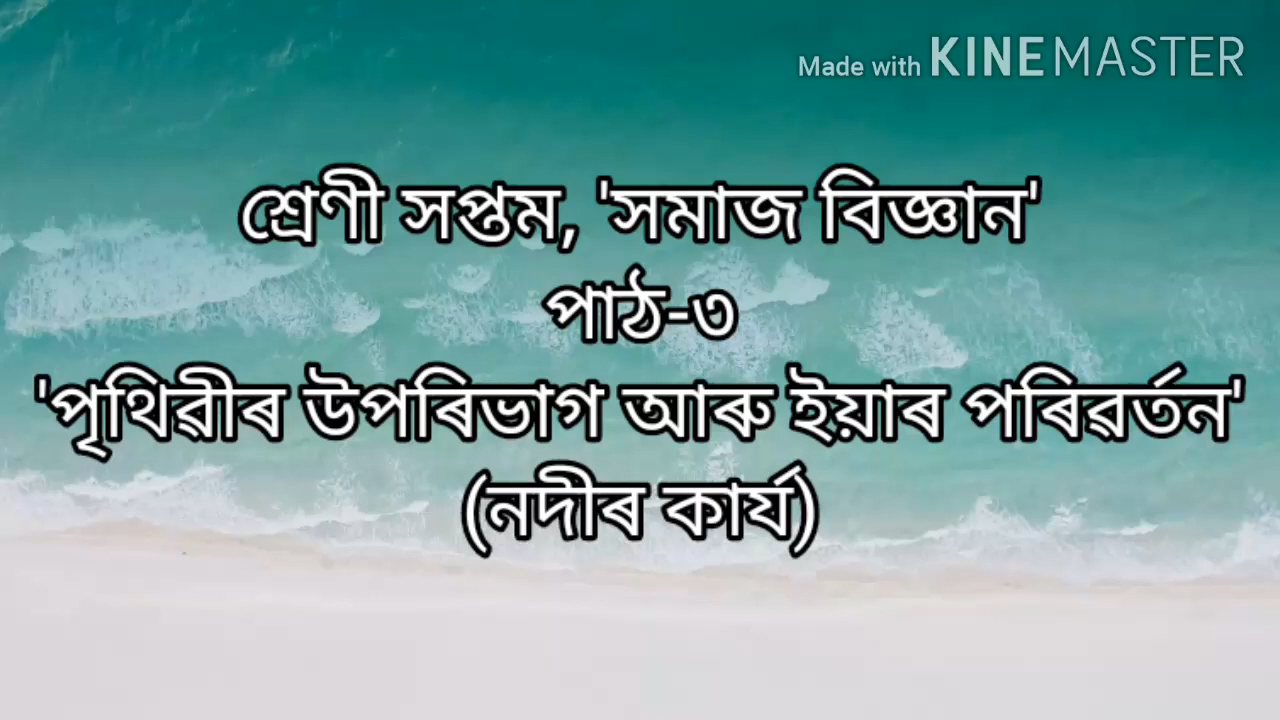 Made with KINEMASTER
শ্ৰেণী সপ্তম, 'সমাজ বিজ্ঞান'
পাঠ-৩
'পৃথিৱীৰ উপৰিভাগ আৰু ইয়াৰ পৰিৱৰ্তন'
(নদীৰ কাৰ্য)